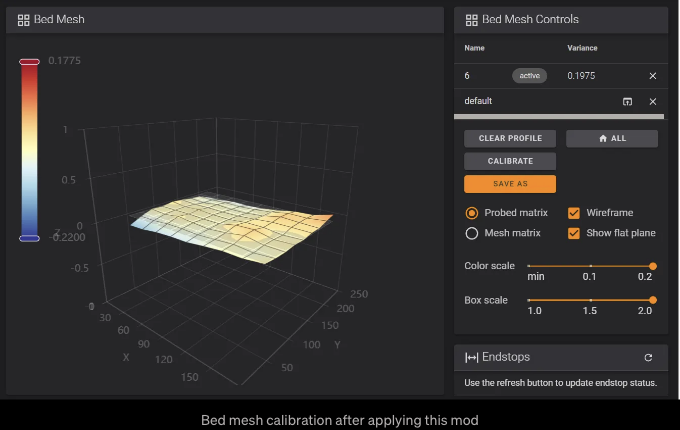 Bed Mesh
0.1775
1
0.5
0
Z
-0.2200
-0.5
0
30
60
90
120
150
X
250
200
150
100
50
Y
Bed Mesh Controls
Name Variance
6 active 0.1975
default
CLEAR PROFILE ALL
CALIBRATE
SAVE AS
Probed matrix Wireframe
Mesh matrix Show flat plane
Color scale
min 0.1 0.2
Box scale
1.0 1.5 2.0
Endstops
Use the refresh button to update endstop status.
Bed mesh calibration after applying this mod